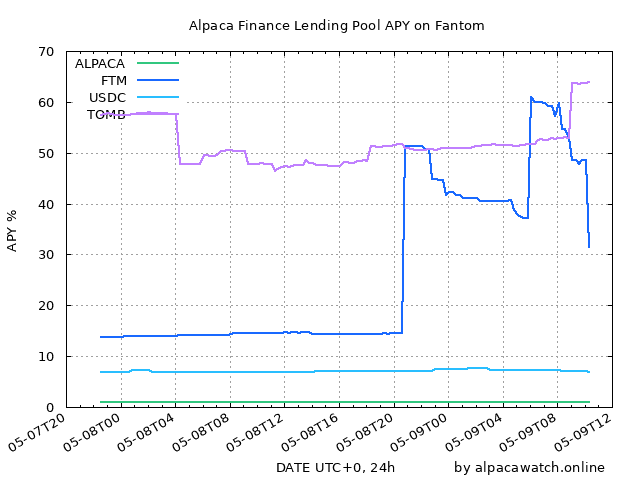 Alpaca Finance Lending Pool APY on Fantom
70
60
50
40
30
20
10
0
APY %
ALPACA
FTM
USDC
TOMB
05-07T20
05-08T00
05-08T04
05-08T08
05-08T12
05-08T16
05-08T20
05-09T00
05-09T04
05-09T08
05-09T12
DATE UTC+0, 24h
by alpacawatch.online